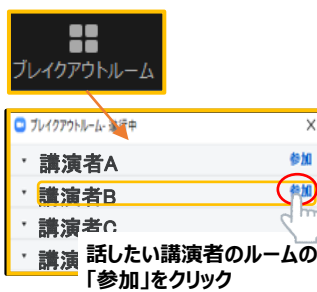 ブレイクアウトルーム
ブレイクアウトルーム - 進行中
X
講演者A
参加
講演者B
参加
講演者C
講演
話したい講演者のルームの
「参加」をクリック